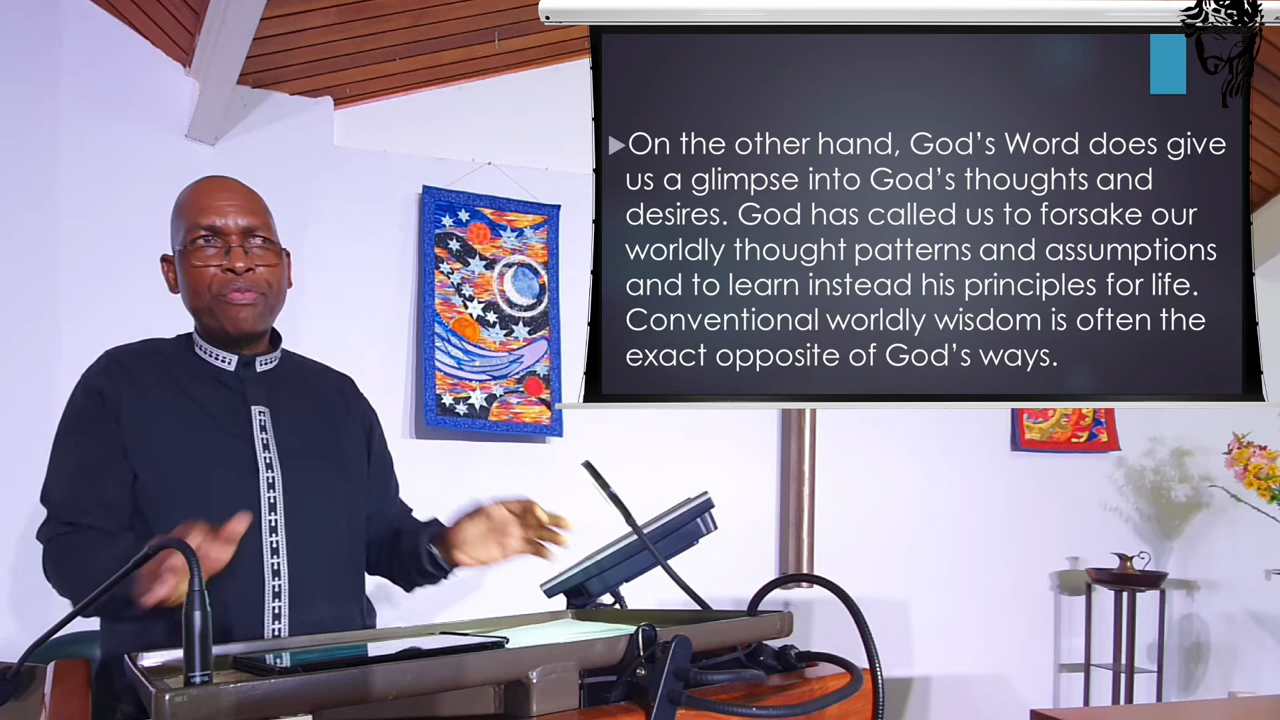 On the other hand, God's Word does give
us a glimpse into God's thoughts and
desires. God has called us to forsake our
worldly thought patterns and assumptions
and to learn instead his principles for life.
Conventional worldly wisdom is often the
exact opposite of God's ways.